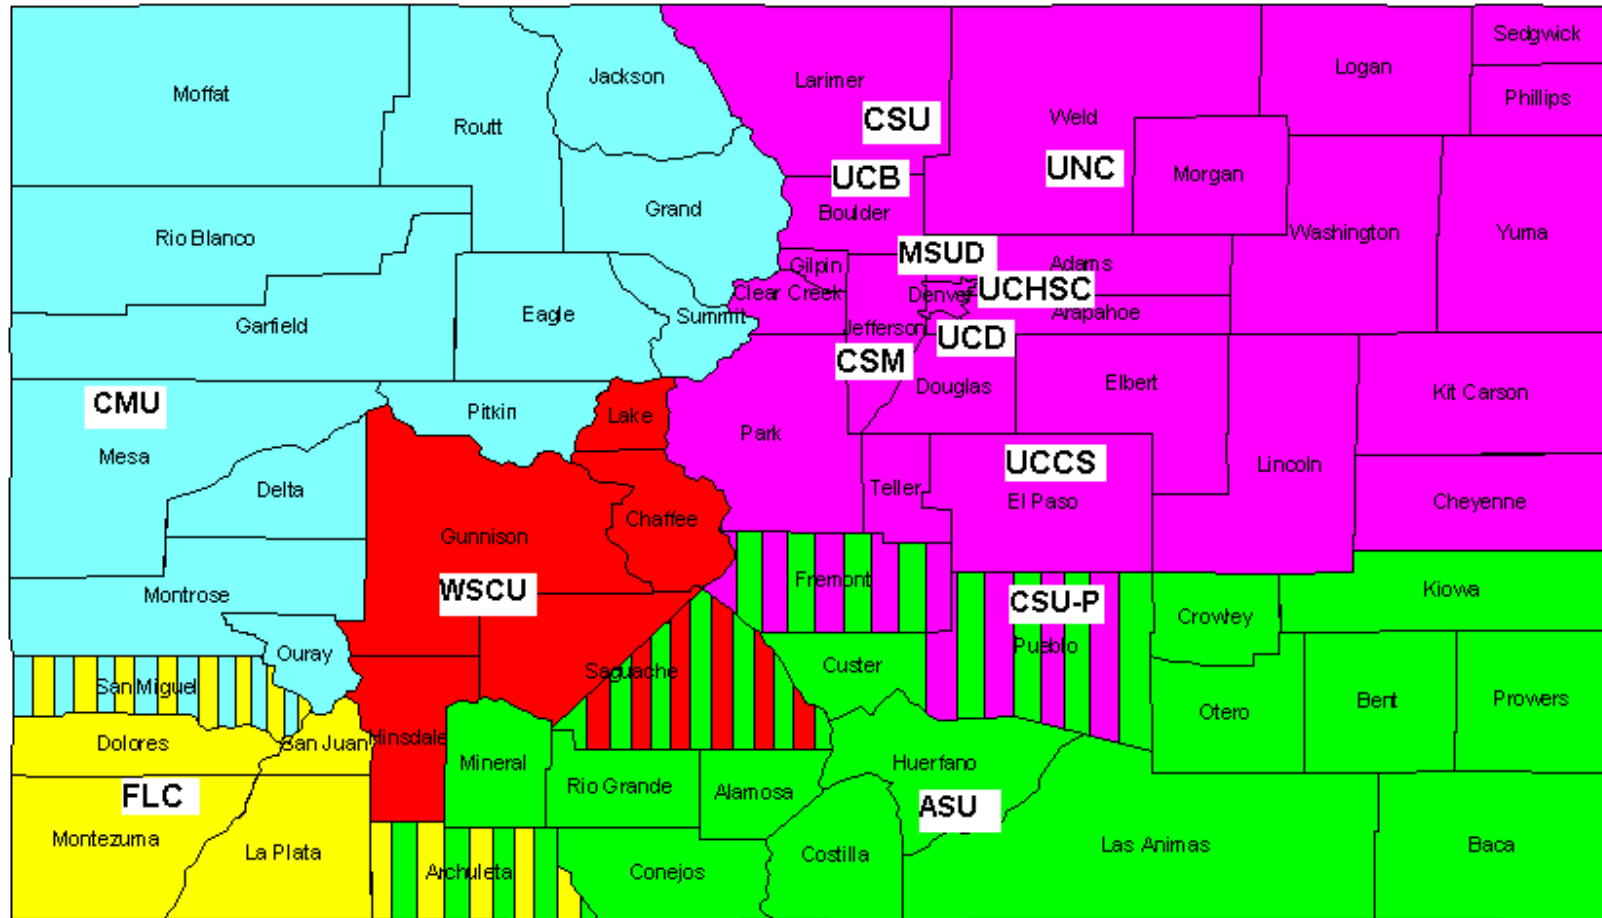 Sedgwick
Jackson
Logan
Larimer
Moffat
Phillips
CSU
Weld
Routt
UNC
Morgan
UCB
Grand
Boulder
Rio Blanco
Washington
Yuma
MSUD
Gilpin
Adams
Clear Creek
Denver
UCHSC
Eagle
Summit
Arapahoe
Garfield
Jefferson
UCD
CSM
Elbert
Douglas
Kit Carson
CMU
Pitkin
Lake
Park
Mesa
UCCS
Lincoln
Delta
Teller
El Paso
Cheyenne
Chaffee
Gunnison
Fremont
Montrose
WSCU
CSU-P
Kiowa
Crowley
Pueblo
Ouray
Saguache
Custer
San Miguel
Bent
Prowers
Otero
Dolores
San Juan
Hinsdale
Mineral
Huerfano
Rio Grande
Alamosa
FLC
ASU
Montezuma
La Plata
Costilla
Las Animas
Baca
Archuleta
Conejos